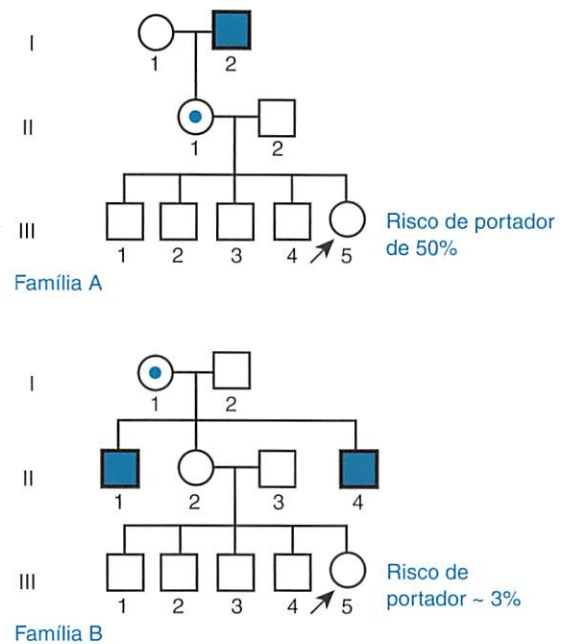 I
1 2
II
1 2
III
1 2 3 4 5
Risco de portador
de 50%
Família A
I
1 2
II
1 2 3 4
III
1 2 3 4 5
Risco de
portador ~ 3%
Família B